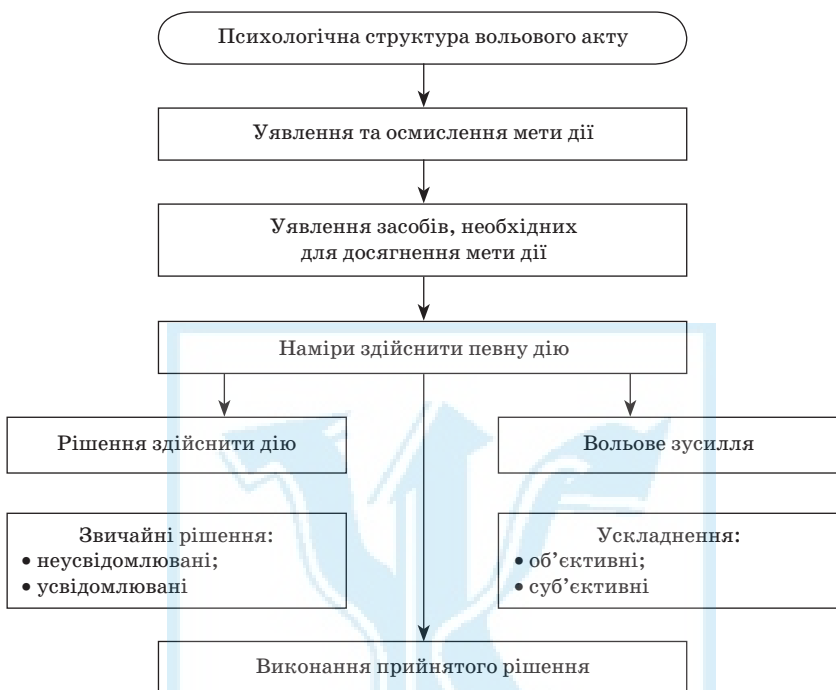 Психологічна структура вольового акту
Уявлення та осмислення мети дії
Уявлення засобів, необхідних
для досягнення мети дії
Наміри здійснити певну дію
Рішення здійснити дію
Вольове зусилля
Звичайні рішення:
• неусвідомлювані;
• усвідомлювані
Ускладнення:
• об’єктивні;
• суб’єктивні
Виконання прийнятого рішення